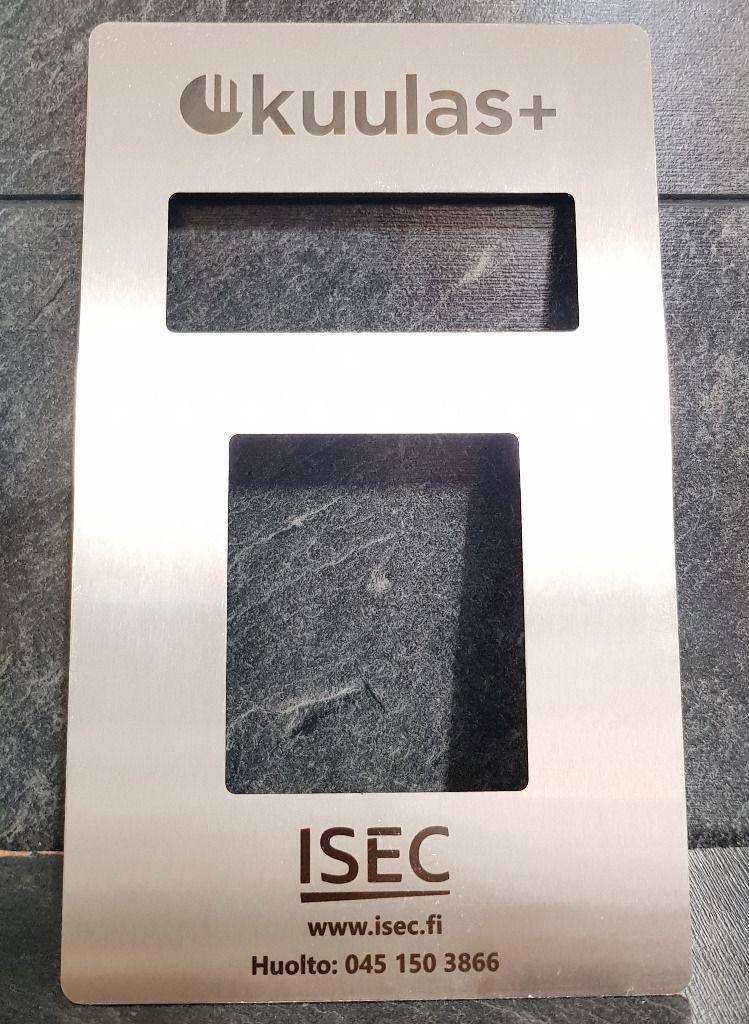 kuulas+
ISEC
www.isec.fi
Huolto: 045 150 3866